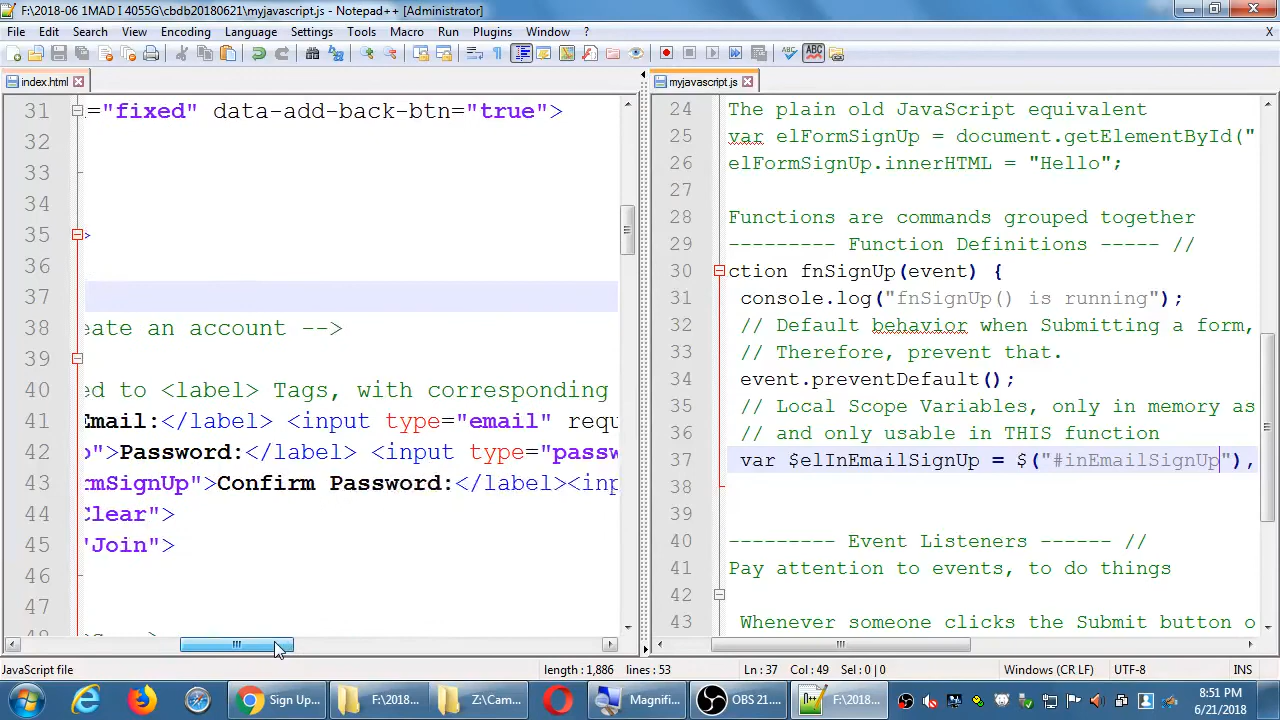 F:\2018-06 1MAD I 4055G\cbdb20180621\myjavascript.js - Notepad++ [Administrator]
File Edit Search View Encoding Language Settings Tools Macro Run Plugins Window ? X
index.html
31 ="fixed" data-add-back-btn="true">
32
33
34
35 >
36
37
38 eate an account -->
39
40 ed to <label> Tags, with corresponding
41 Email:</label> <input type="email" requ
42 ">Password:</label> <input type="passw
43 rmSignUp">Confirm Password:</label><inp
44 Clear">
45 "Join">
46
47
myjavascript.js
24 The plain old JavaScript equivalent
25 var elFormSignUp = document.getElementById("
26 elFormSignUp.innerHTML = "Hello";
27
28 Functions are commands grouped together
29 --------- Function Definitions ----- //
30 ction fnSignUp(event) {
31 console.log("fnSignUp() is running");
32 // Default behavior when Submitting a form,
33 // Therefore, prevent that.
34 event.preventDefault();
35 // Local Scope Variables, only in memory as
36 // and only usable in THIS function
37 var $elInEmailSignUp = $("#inEmailSignUp"),
38
39
40 --------- Event Listeners ------ //
41 Pay attention to events, to do things
42
43 Whenever someone clicks the Submit button o
JavaScript file length : 1,886 lines : 53 Ln : 37 Col : 49 Sel : 0 | 0 Windows (CR LF) UTF-8 INS
Sign Up... F:\2018... Z:\Cam... Magnifi... OBS 21.... F:\2018... 8:51 PM
6/21/2018